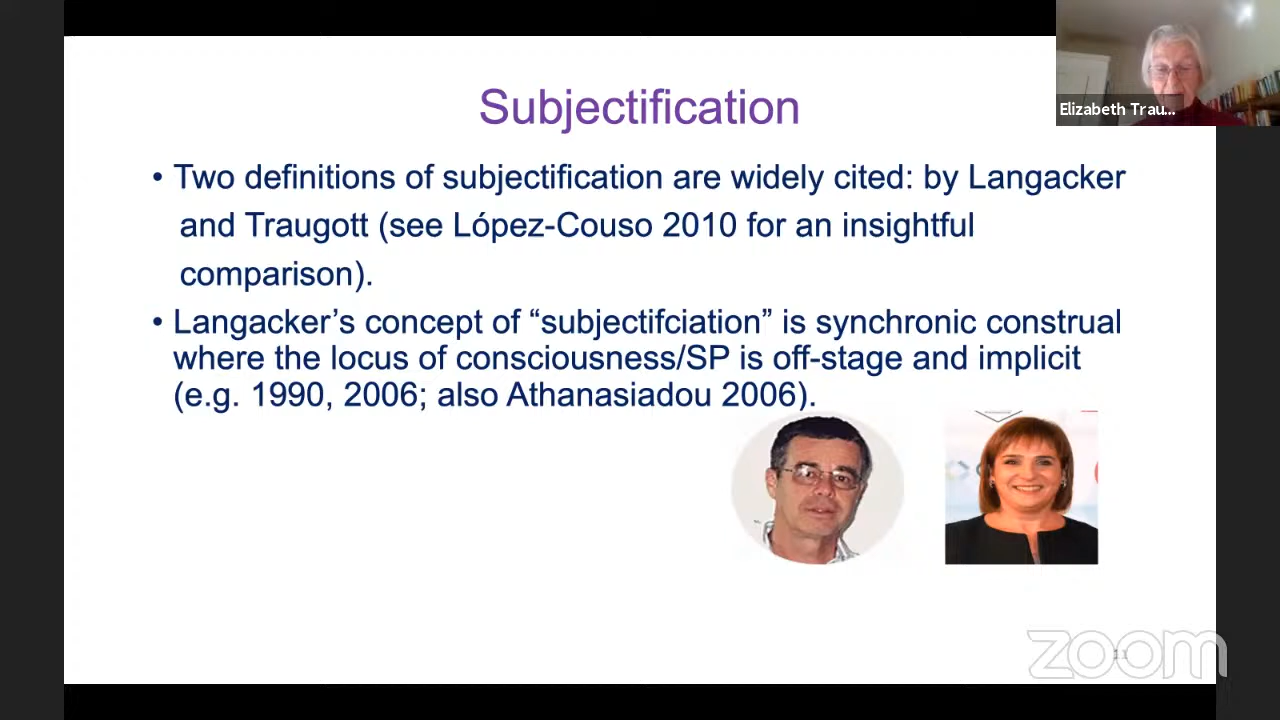 Subjectification
• Two definitions of subjectification are widely cited: by Langacker
and Traugott (see López-Couso 2010 for an insightful
comparison).
• Langacker’s concept of “subjectifciation” is synchronic construal
where the locus of consciousness/SP is off-stage and implicit
(e.g. 1990, 2006; also Athanasiadou 2006).
Elizabeth Trau...
zoom
11